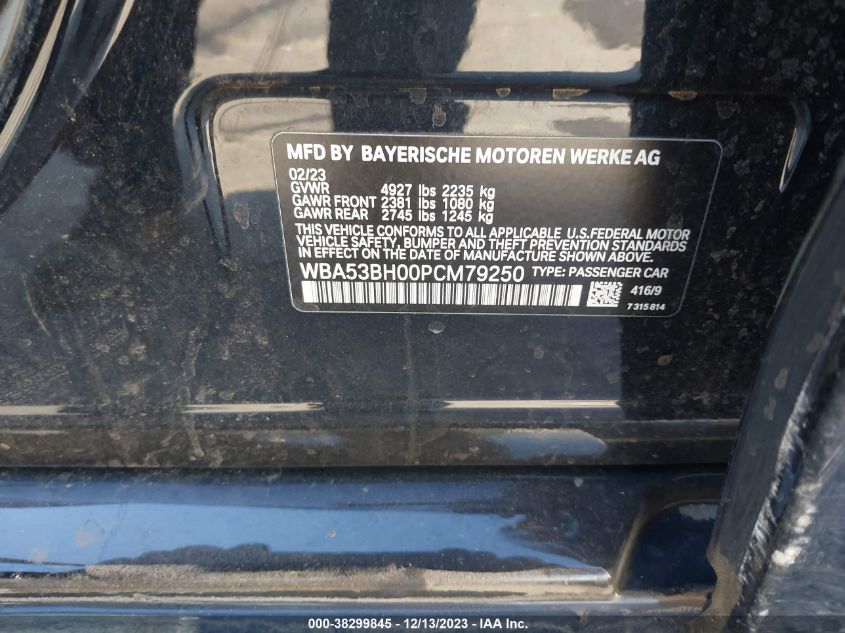 MFD BY BAYERISCHE MOTOREN WERKE AG
02/23
GVWR 4927 lbs 2235 kg
GAWR FRONT 2381 lbs 1080 kg
GAWR REAR 2745 lbs 1245 kg
THIS VEHICLE CONFORMS TO ALL APPLICABLE U.S.FEDERAL MOTOR
VEHICLE SAFETY, BUMPER AND THEFT PREVENTION STANDARDS
IN EFFECT ON THE DATE OF MANUFACTURE SHOWN ABOVE.
WBA53BH00PCM79250 TYPE: PASSENGER CAR
416/9
7315814
000-38299845 - 12/13/2023 - IAA Inc.